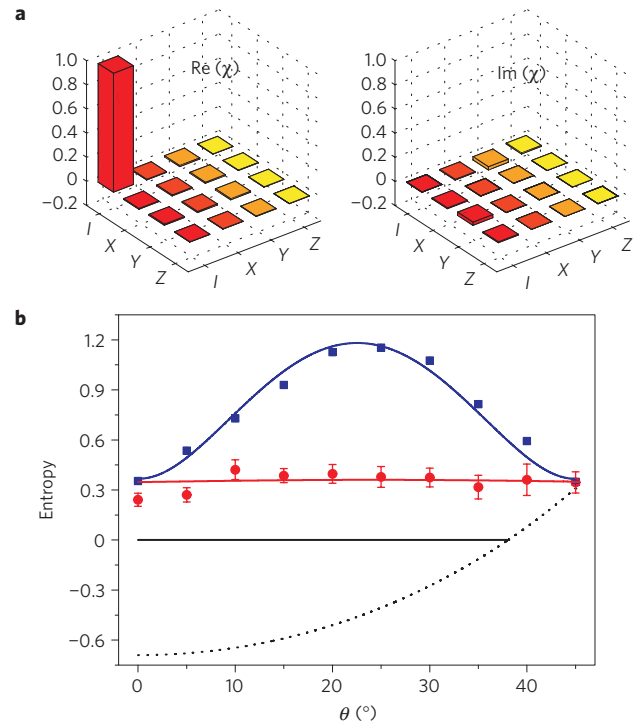 a
Re (χ)
1.0
0.8
0.6
0.4
0.2
0
−0.2
I
X
Y
Z
I
X
Y
Z
Im (χ)
1.0
0.8
0.6
0.4
0.2
0
−0.2
I
X
Y
Z
I
X
Y
Z
b
1.2
0.9
0.6
0.3
0
−0.3
−0.6
Entropy
0 10 20 30 40
θ (°)